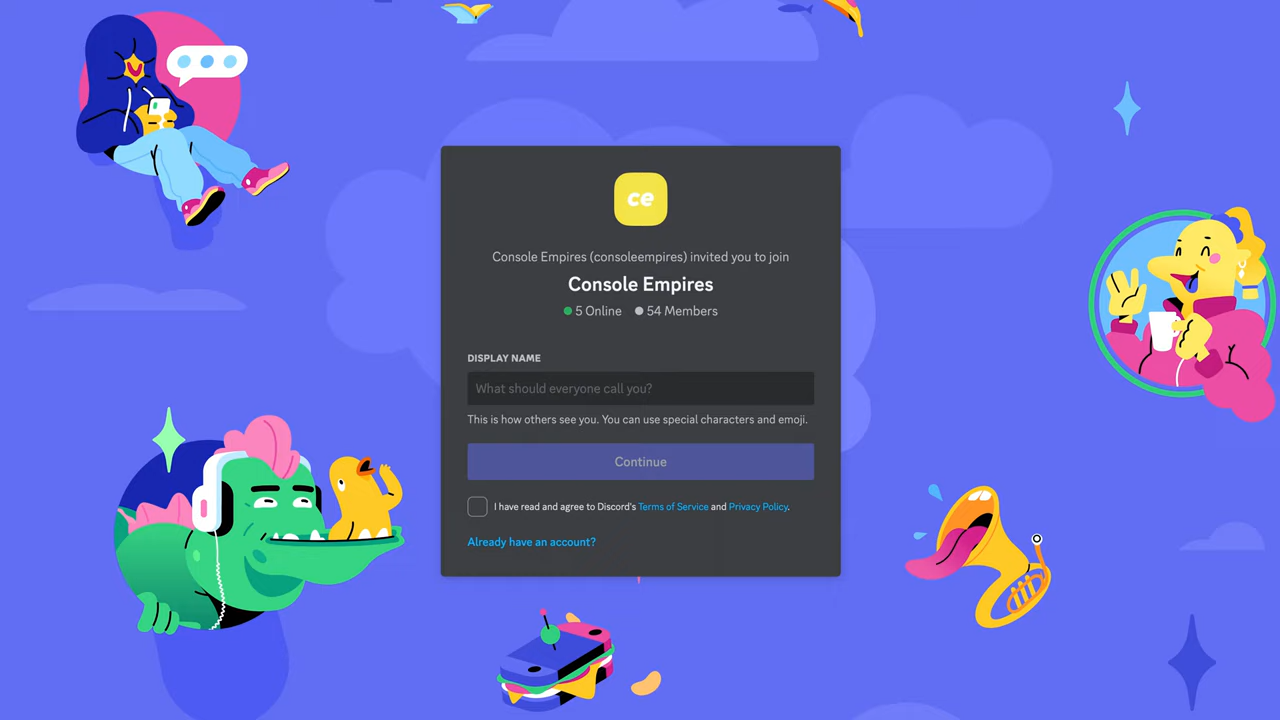 ce
Console Empires (consoleempires) invited you to join
Console Empires
5 Online 54 Members
DISPLAY NAME
What should everyone call you?
This is how others see you. You can use special characters and emoji.
Continue
I have read and agree to Discord's Terms of Service and Privacy Policy.
Already have an account?